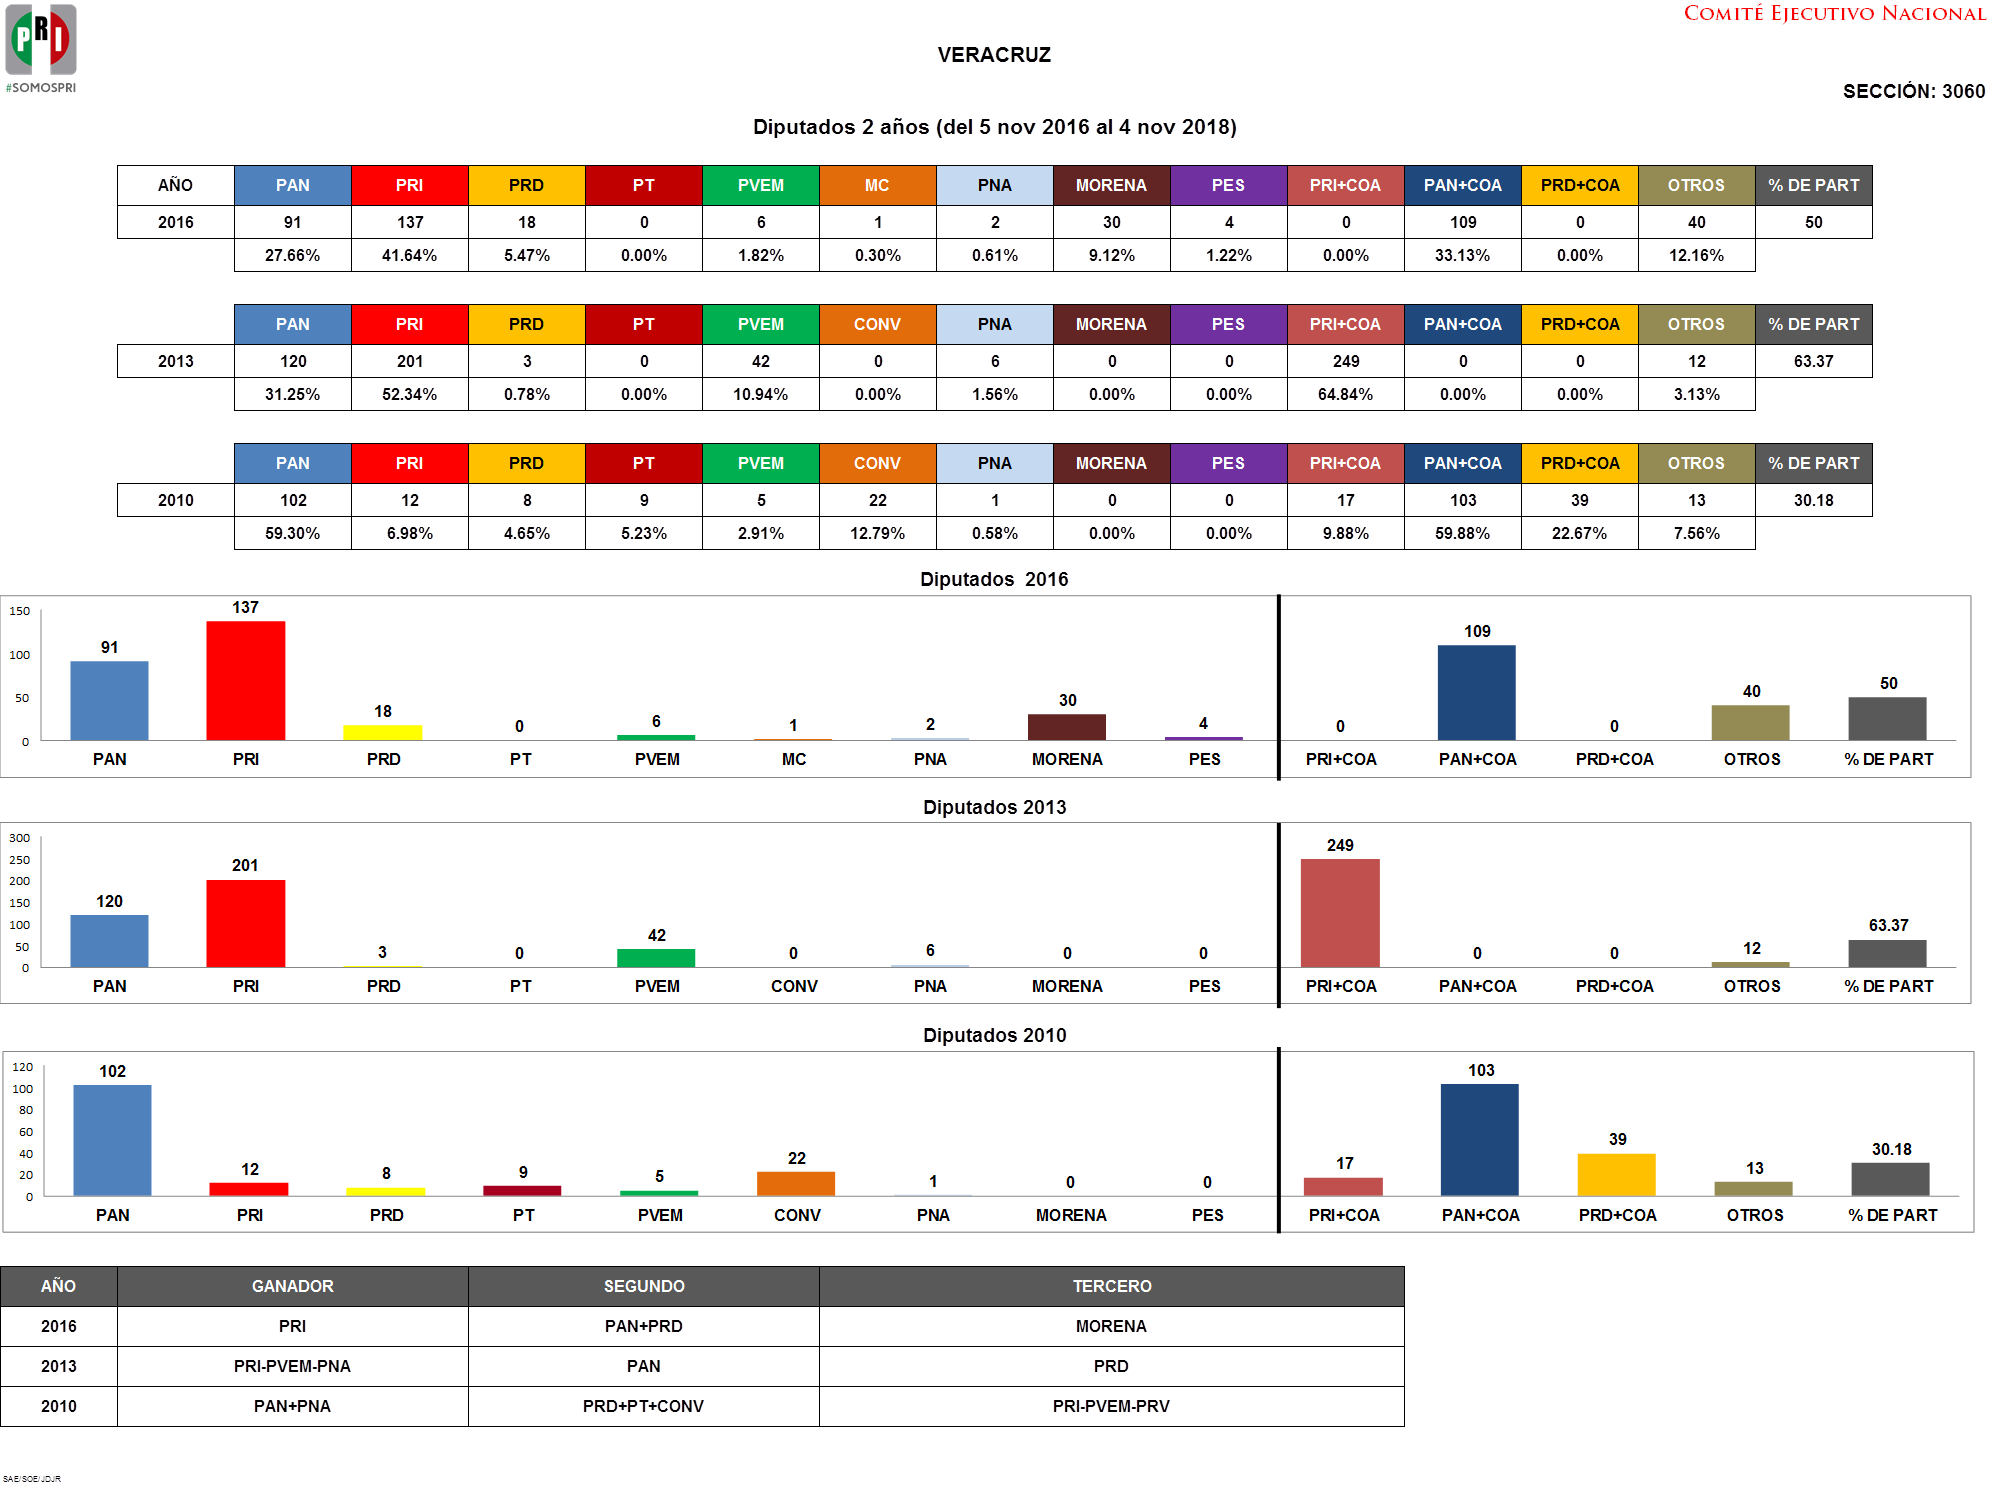 PRI
#SOMOSPRI
COMITÉ EJECUTIVO NACIONAL
VERACRUZ
SECCIÓN: 3060
Diputados 2 años (del 5 nov 2016 al 4 nov 2018)
AÑO PAN PRI PRD PT PVEM MC PNA MORENA PES PRI+COA PAN+COA PRD+COA OTROS % DE PART
2016 91 137 18 0 6 1 2 30 4 0 109 0 40 50
27.66% 41.64% 5.47% 0.00% 1.82% 0.30% 0.61% 9.12% 1.22% 0.00% 33.13% 0.00% 12.16%
PAN PRI PRD PT PVEM CONV PNA MORENA PES PRI+COA PAN+COA PRD+COA OTROS % DE PART
2013 120 201 3 0 42 0 6 0 0 249 0 0 12 63.37
31.25% 52.34% 0.78% 0.00% 10.94% 0.00% 1.56% 0.00% 0.00% 64.84% 0.00% 0.00% 3.13%
PAN PRI PRD PT PVEM CONV PNA MORENA PES PRI+COA PAN+COA PRD+COA OTROS % DE PART
2010 102 12 8 9 5 22 1 0 0 17 103 39 13 30.18
59.30% 6.98% 4.65% 5.23% 2.91% 12.79% 0.58% 0.00% 0.00% 9.88% 59.88% 22.67% 7.56%
Diputados 2016
150
100
50
0
91 137 18 0 6 1 2 30 4 0 109 0 40 50
PAN PRI PRD PT PVEM MC PNA MORENA PES PRI+COA PAN+COA PRD+COA OTROS % DE PART
Diputados 2013
300
250
200
150
100
50
0
120 201 3 0 42 0 6 0 0 249 0 0 12 63.37
PAN PRI PRD PT PVEM CONV PNA MORENA PES PRI+COA PAN+COA PRD+COA OTROS % DE PART
Diputados 2010
120
100
80
60
40
20
0
102 12 8 9 5 22 1 0 0 17 103 39 13 30.18
PAN PRI PRD PT PVEM CONV PNA MORENA PES PRI+COA PAN+COA PRD+COA OTROS % DE PART
AÑO GANADOR SEGUNDO TERCERO
2016 PRI PAN+PRD MORENA
2013 PRI-PVEM-PNA PAN PRD
2010 PAN+PNA PRD+PT+CONV PRI-PVEM-PRV
SAE/SOE/JDJR